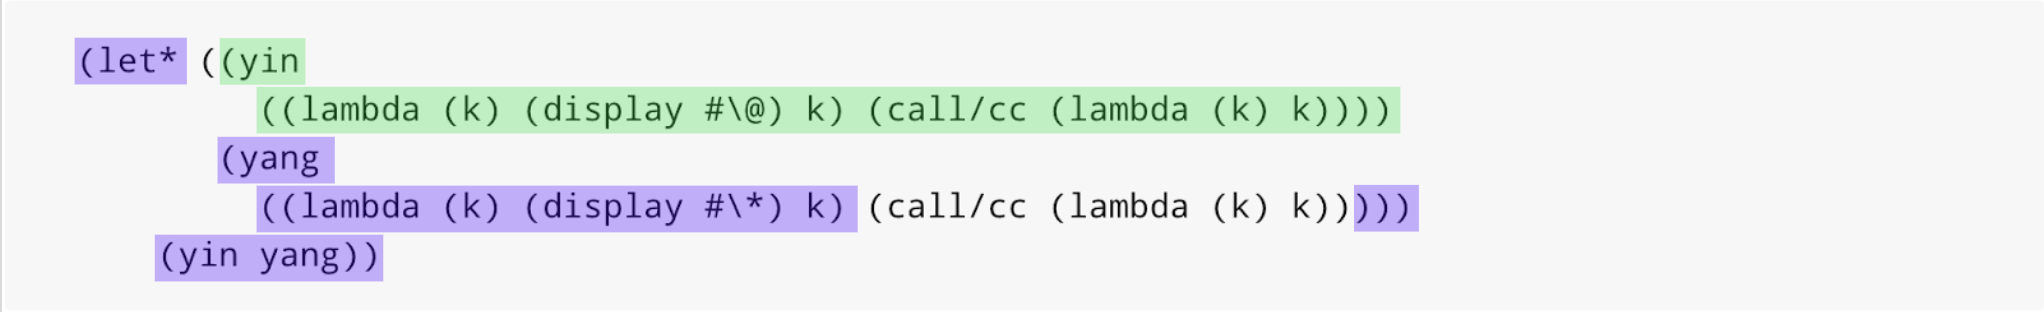 (let* ((yin
((lambda (k) (display #\@) k) (call/cc (lambda (k) k))))
(yang
((lambda (k) (display #\*) k) (call/cc (lambda (k) k)))))
(yin yang))